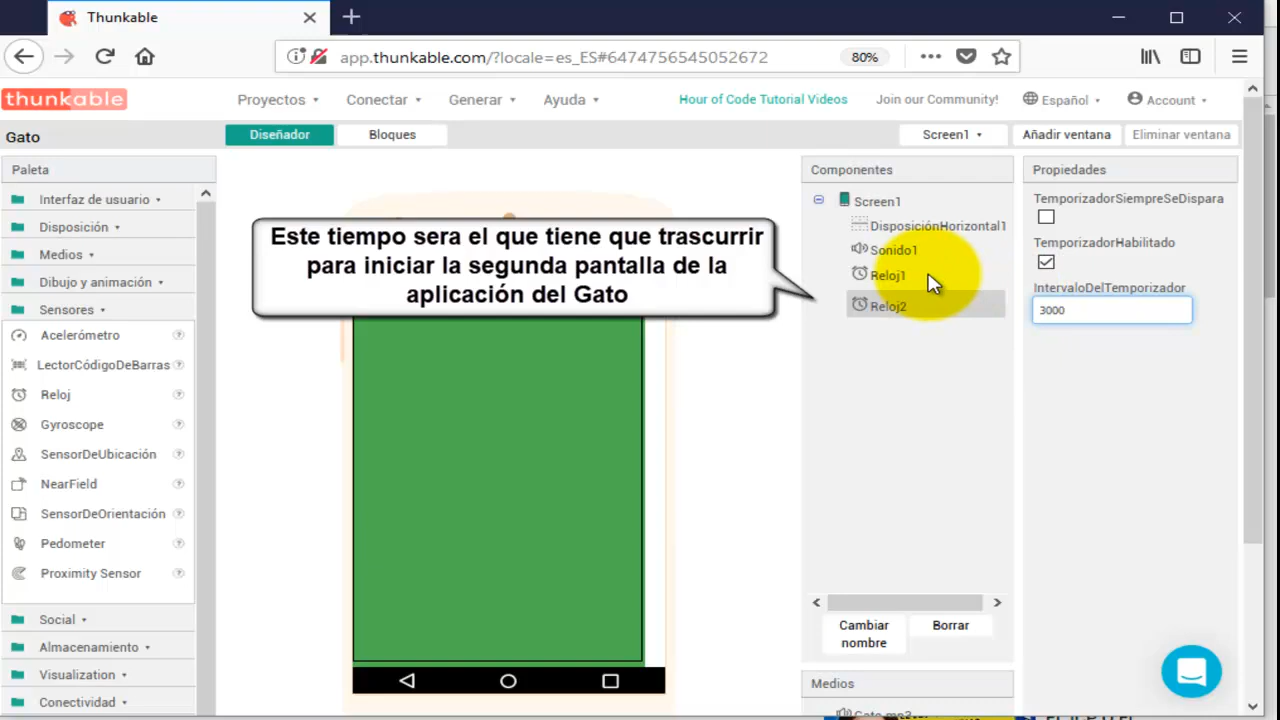 Thunkable
app.thunkable.com/?locale=es_ES#6474756545052672
80%
thunkable
Proyectos
Conectar
Generar
Ayuda
Hour of Code Tutorial Videos
Join our Community!
Español
Account
Gato
Diseñador
Bloques
Screen1
Añadir ventana
Eliminar ventana
Paleta
Interfaz de usuario
Disposición
Medios
Dibujo y animación
Sensores
Acelerómetro
LectorCódigoDeBarras
Reloj
Gyroscope
SensorDeUbicación
NearField
SensorDeOrientación
Pedometer
Proximity Sensor
Social
Almacenamiento
Visualization
Conectividad
Este tiempo sera el que tiene que trascurrir
para iniciar la segunda pantalla de la
aplicación del Gato
Componentes
Screen1
DisposiciónHorizontal1
Sonido1
Reloj1
Reloj2
Cambiar
nombre
Borrar
Medios
Gato.mp3
Propiedades
TemporizadorSiempreSeDispara
TemporizadorHabilitado
IntervaloDelTemporizador
3000